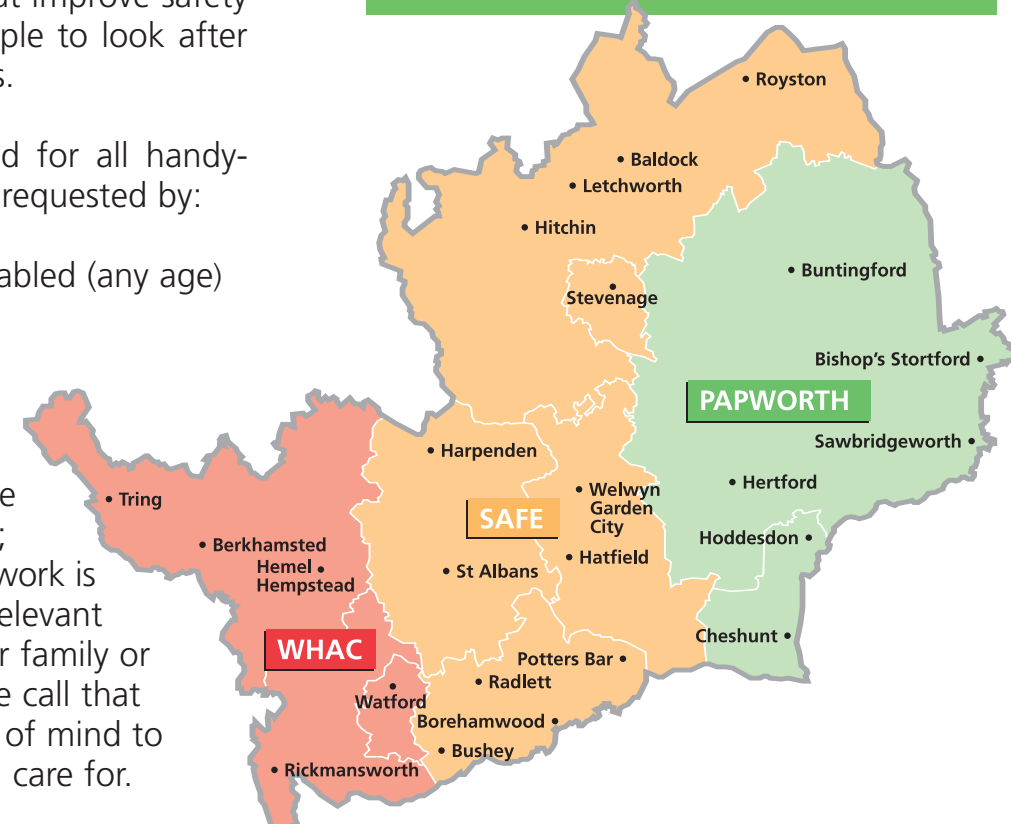 at improve safety
ple to look after
s.
d for all handy-
requested by:
abled (any age)
e
;
work is
elevant
r family or
e call that
of mind to
care for.
• Royston
• Baldock
• Letchworth
• Hitchin
Stevenage
• Buntingford
Bishop's Stortford •
PAPWORTH
Sawbridgeworth •
• Harpenden
• Hertford
• Welwyn
Garden
City
SAFE
• Tring
Hoddesdon •
• Berkhamsted
• Hatfield
Hemel •
Hempstead
• St Albans
Cheshunt •
WHAC
Potters Bar •
• Radlett
Watford
Borehamwood •
• Bushey
• Rickmansworth